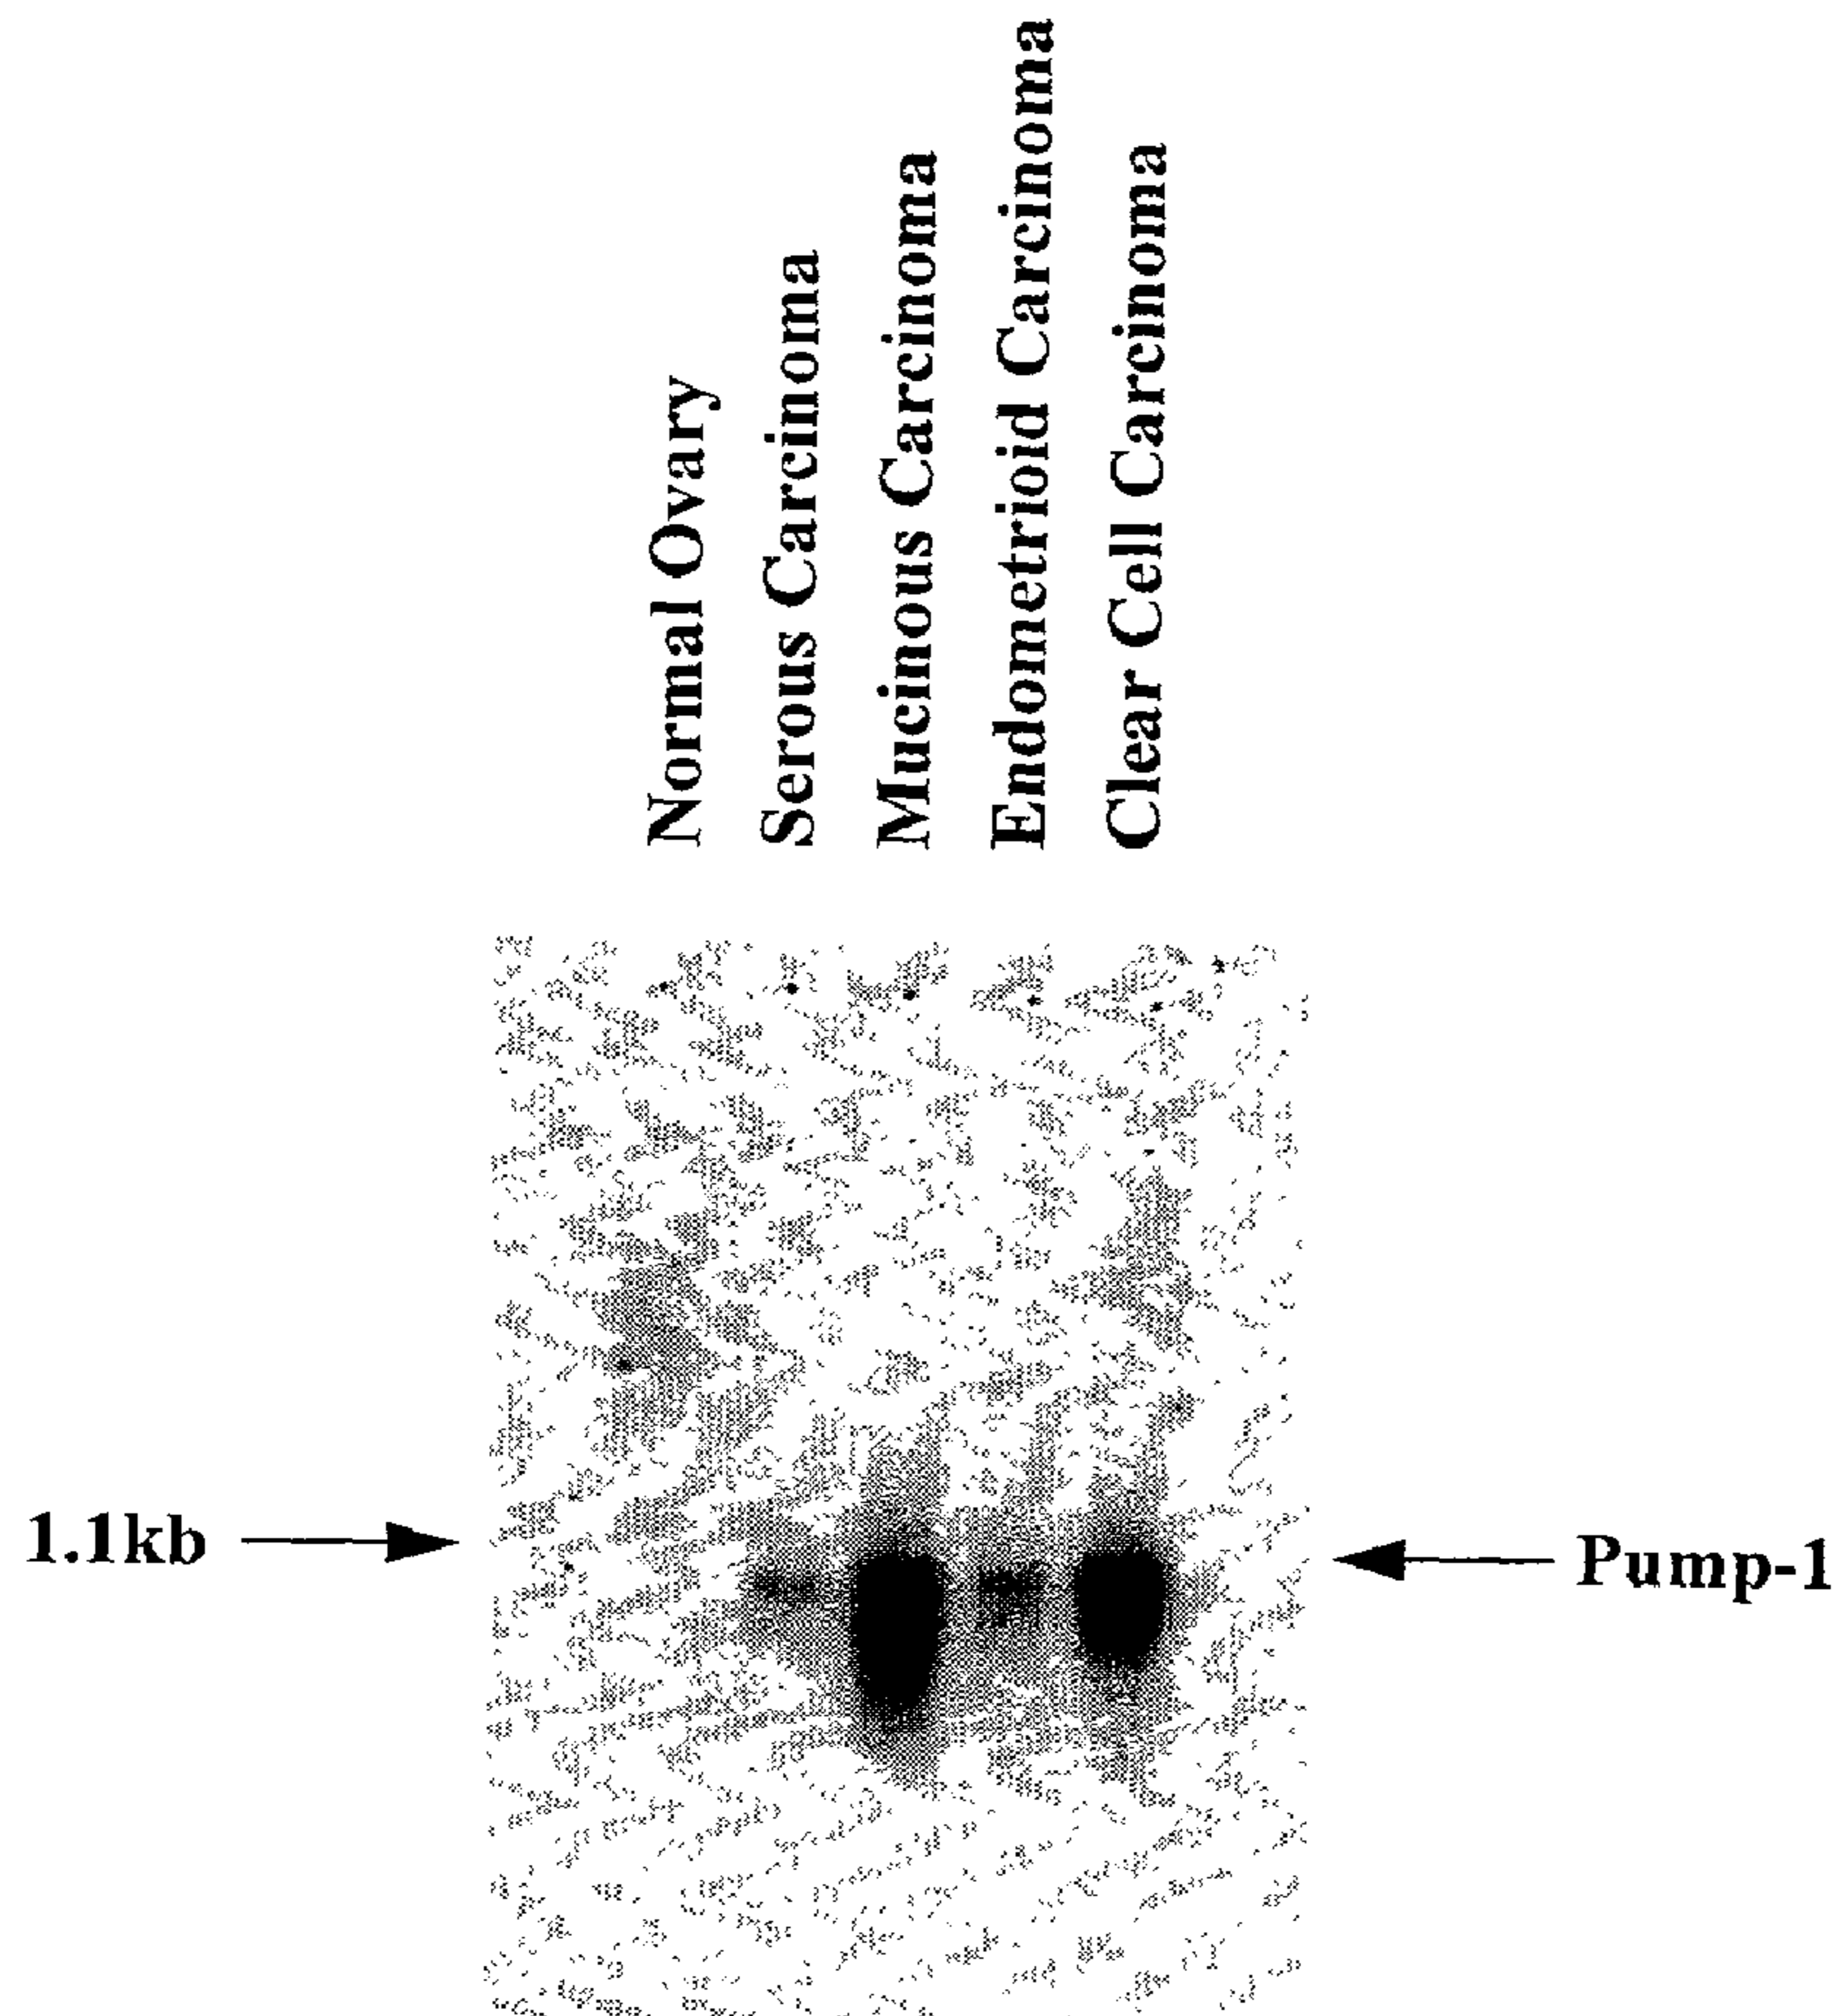 Normal Ovary
Serous Carcinoma
Mucinous Carcinoma
Endometrioid Carcinoma
Clear Cell Carcinoma
1.1kb
Pump-1